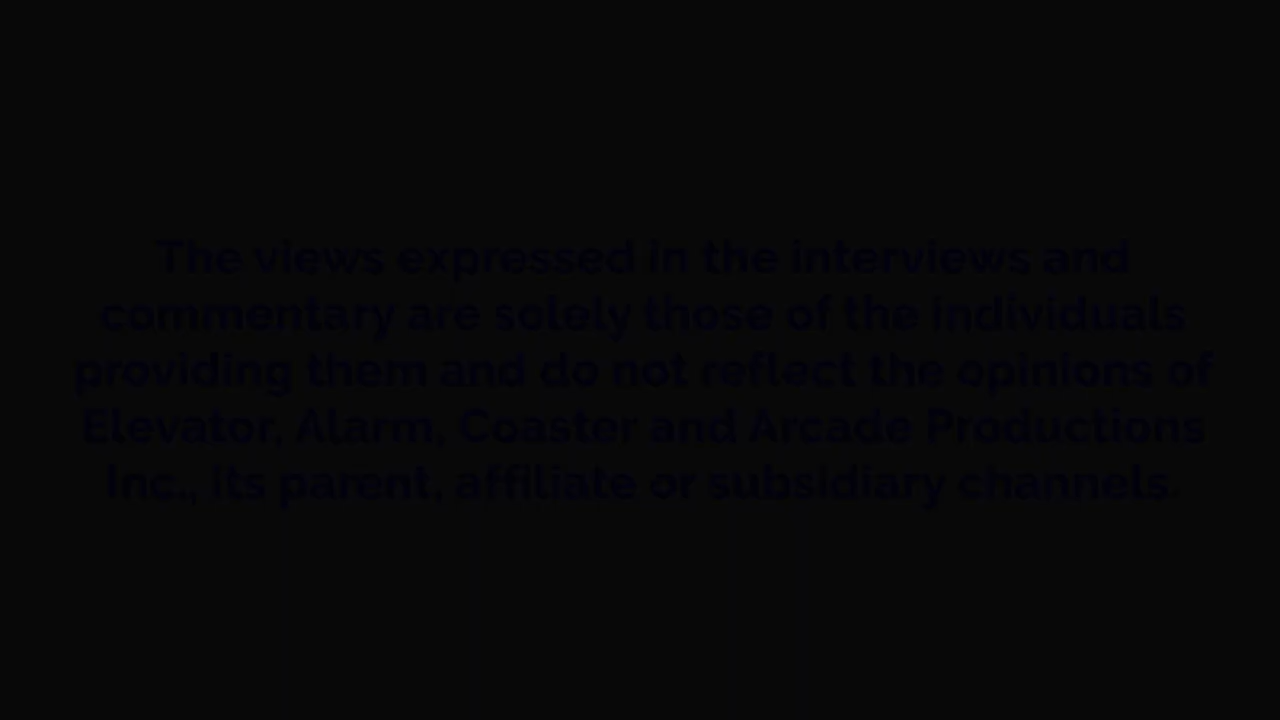 The views expressed in the interviews and
commentary are solely those of the individuals
providing them and do not reflect the opinions of
Elevator, Alarm, Coaster and Arcade Productions
Inc., its parent, affiliate or subsidiary channels.